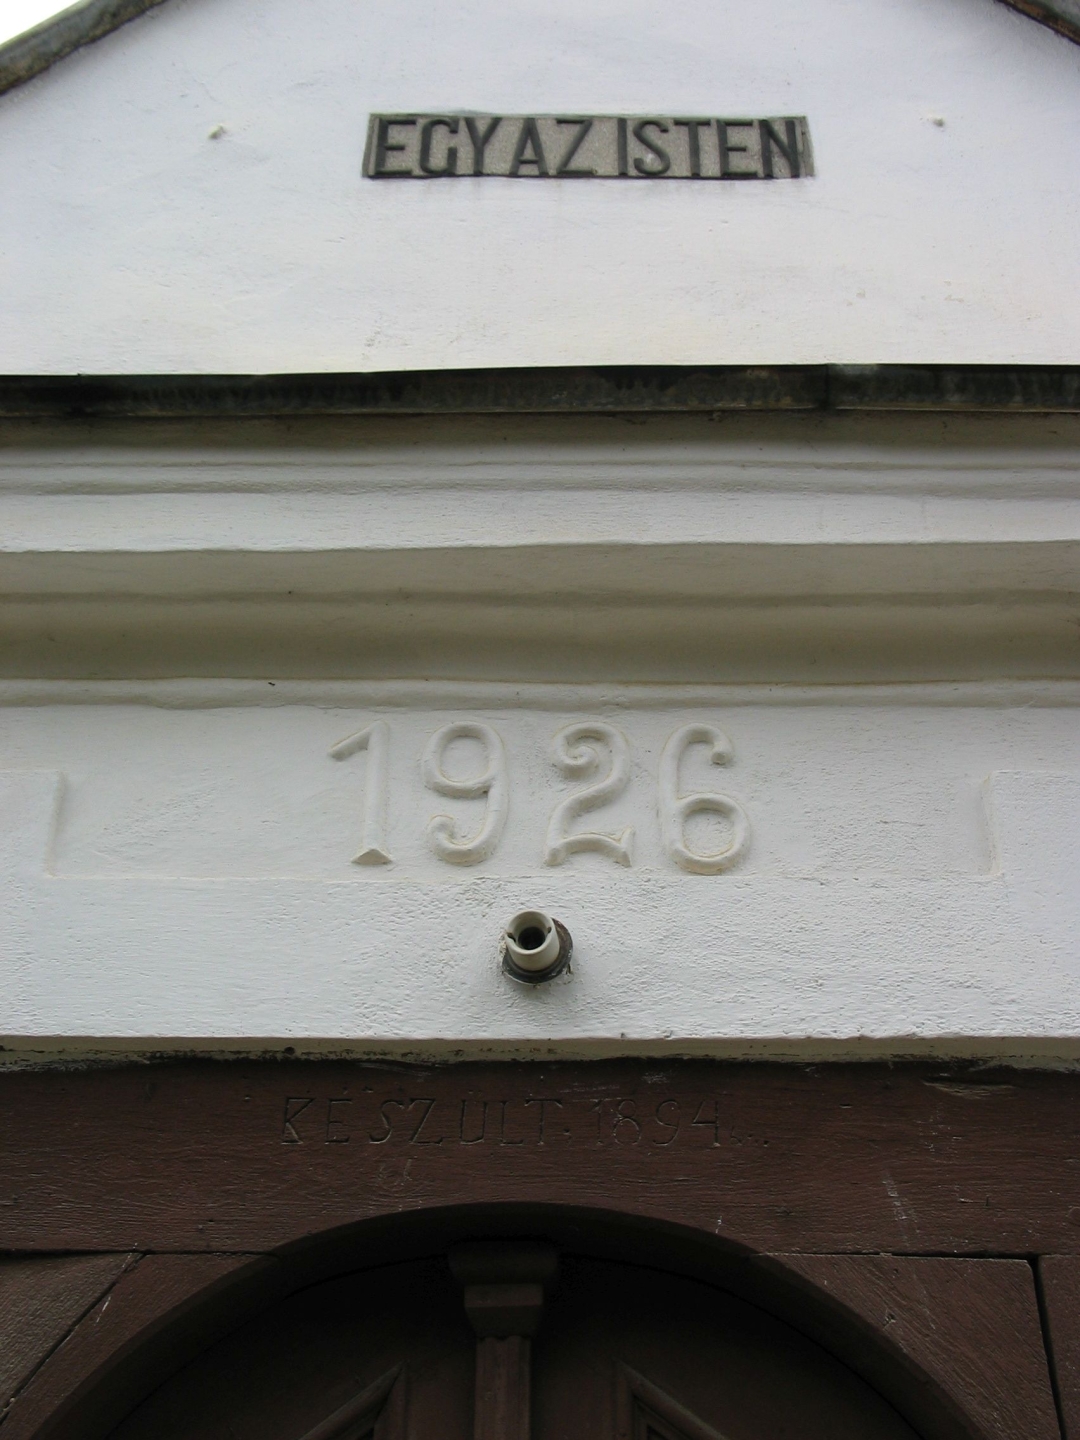 EGY AZ ISTEN
1926
KÉSZÜLT. 1894